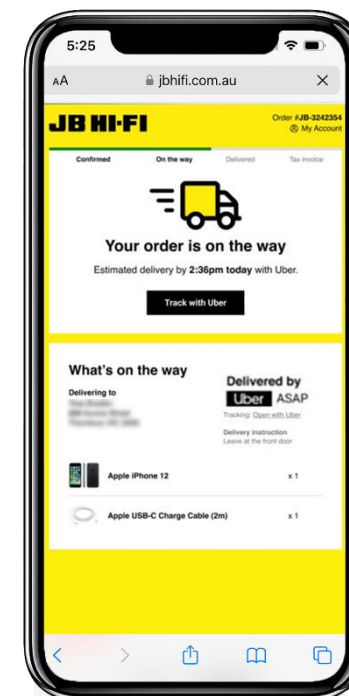 5:25
AA jbhifi.com.au
JB HI-FI
Order #JB-3242354
My Account
Confirmed On the way Delivered Tax invoice
Your order is on the way
Estimated delivery by 2:36pm today with Uber.
Track with Uber
What's on the way
Delivering to
Delivered by
Uber ASAP
Tracking: Open with Uber
Delivery instruction
Leave at the front door
Apple iPhone 12 x 1
Apple USB-C Charge Cable (2m) x 1